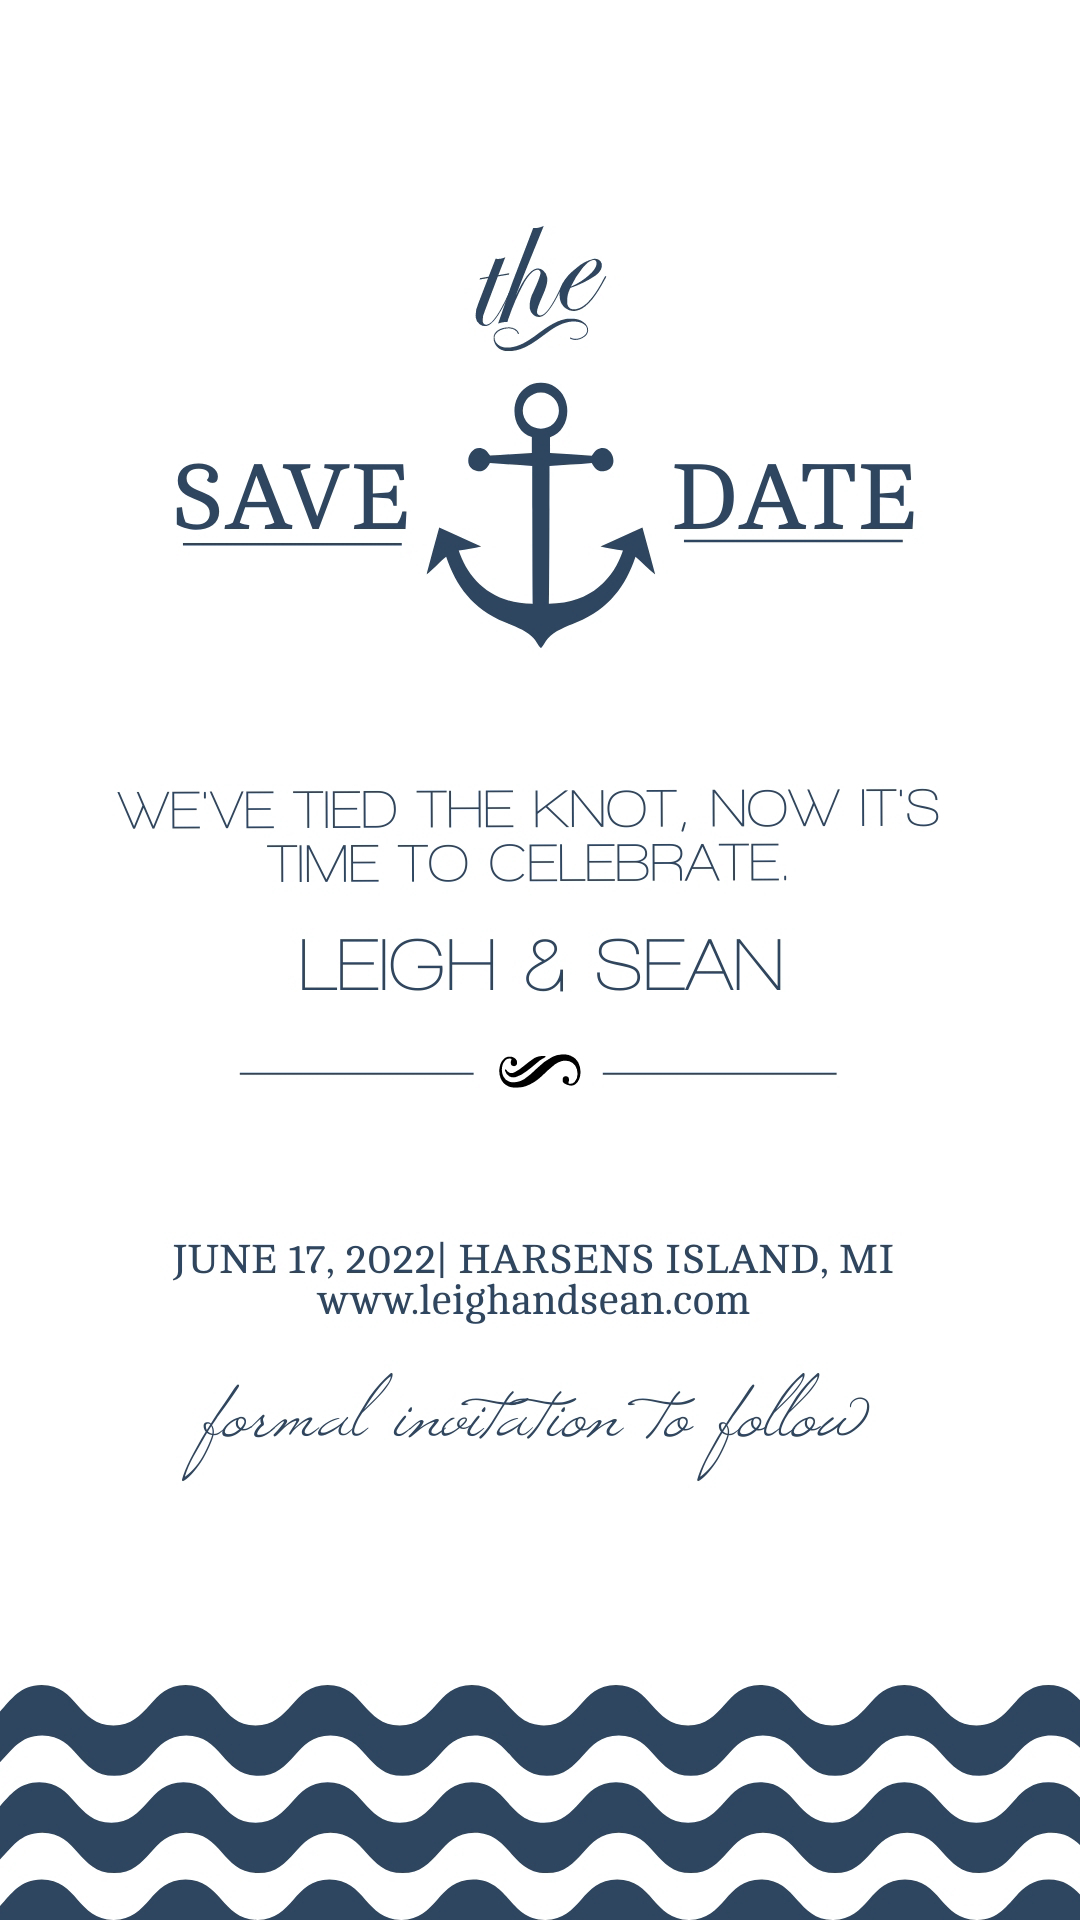 the
SAVE DATE
WE'VE TIED THE KNOT, NOW IT'S
TIME TO CELEBRATE.
LEIGH & SEAN
JUNE 17, 2022| HARSENS ISLAND, MI
www.leighandsean.com
formal invitation to follow